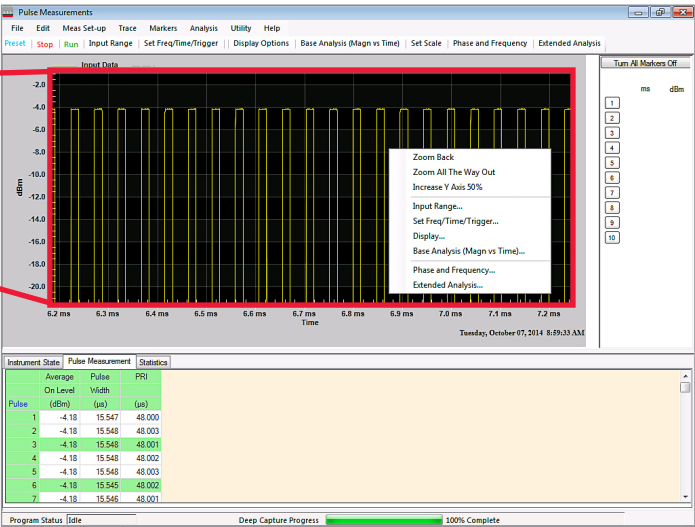 Pulse Measurements
File Edit Meas Set-up Trace Markers Analysis Utility Help
Preset Stop Run Input Range Set Freq/Time/Trigger Display Options Base Analysis (Magn vs Time) Set Scale Phase and Frequency Extended Analysis
Input Data
Turn All Markers Off
ms dBm
1
2
3
4
5
6
7
8
9
10
-2.0
-4.0
-6.0
-8.0
-10.0
-12.0
-14.0
-16.0
-18.0
-20.0
dBm
Zoom Back
Zoom All The Way Out
Increase Y Axis 50%
Input Range...
Set Freq/Time/Trigger...
Display...
Base Analysis (Magn vs Time)...
Phase and Frequency...
Extended Analysis...
6.2 ms 6.3 ms 6.4 ms 6.5 ms 6.6 ms 6.7 ms 6.8 ms 6.9 ms 7.0 ms 7.1 ms 7.2 ms
Time
Tuesday, October 07, 2014 8:59:33 AM
Instrument State Pulse Measurement Statistics
Average Pulse PRI
On Level Width
Pulse (dBm) (µs) (µs)
1 -4.18 15.547 48.000
2 -4.18 15.548 48.003
3 -4.18 15.548 48.001
4 -4.18 15.548 48.002
5 -4.18 15.548 48.003
6 -4.18 15.545 48.002
7 -4.18 15.546 48.001
Program Status Idle Deep Capture Progress 100% Complete